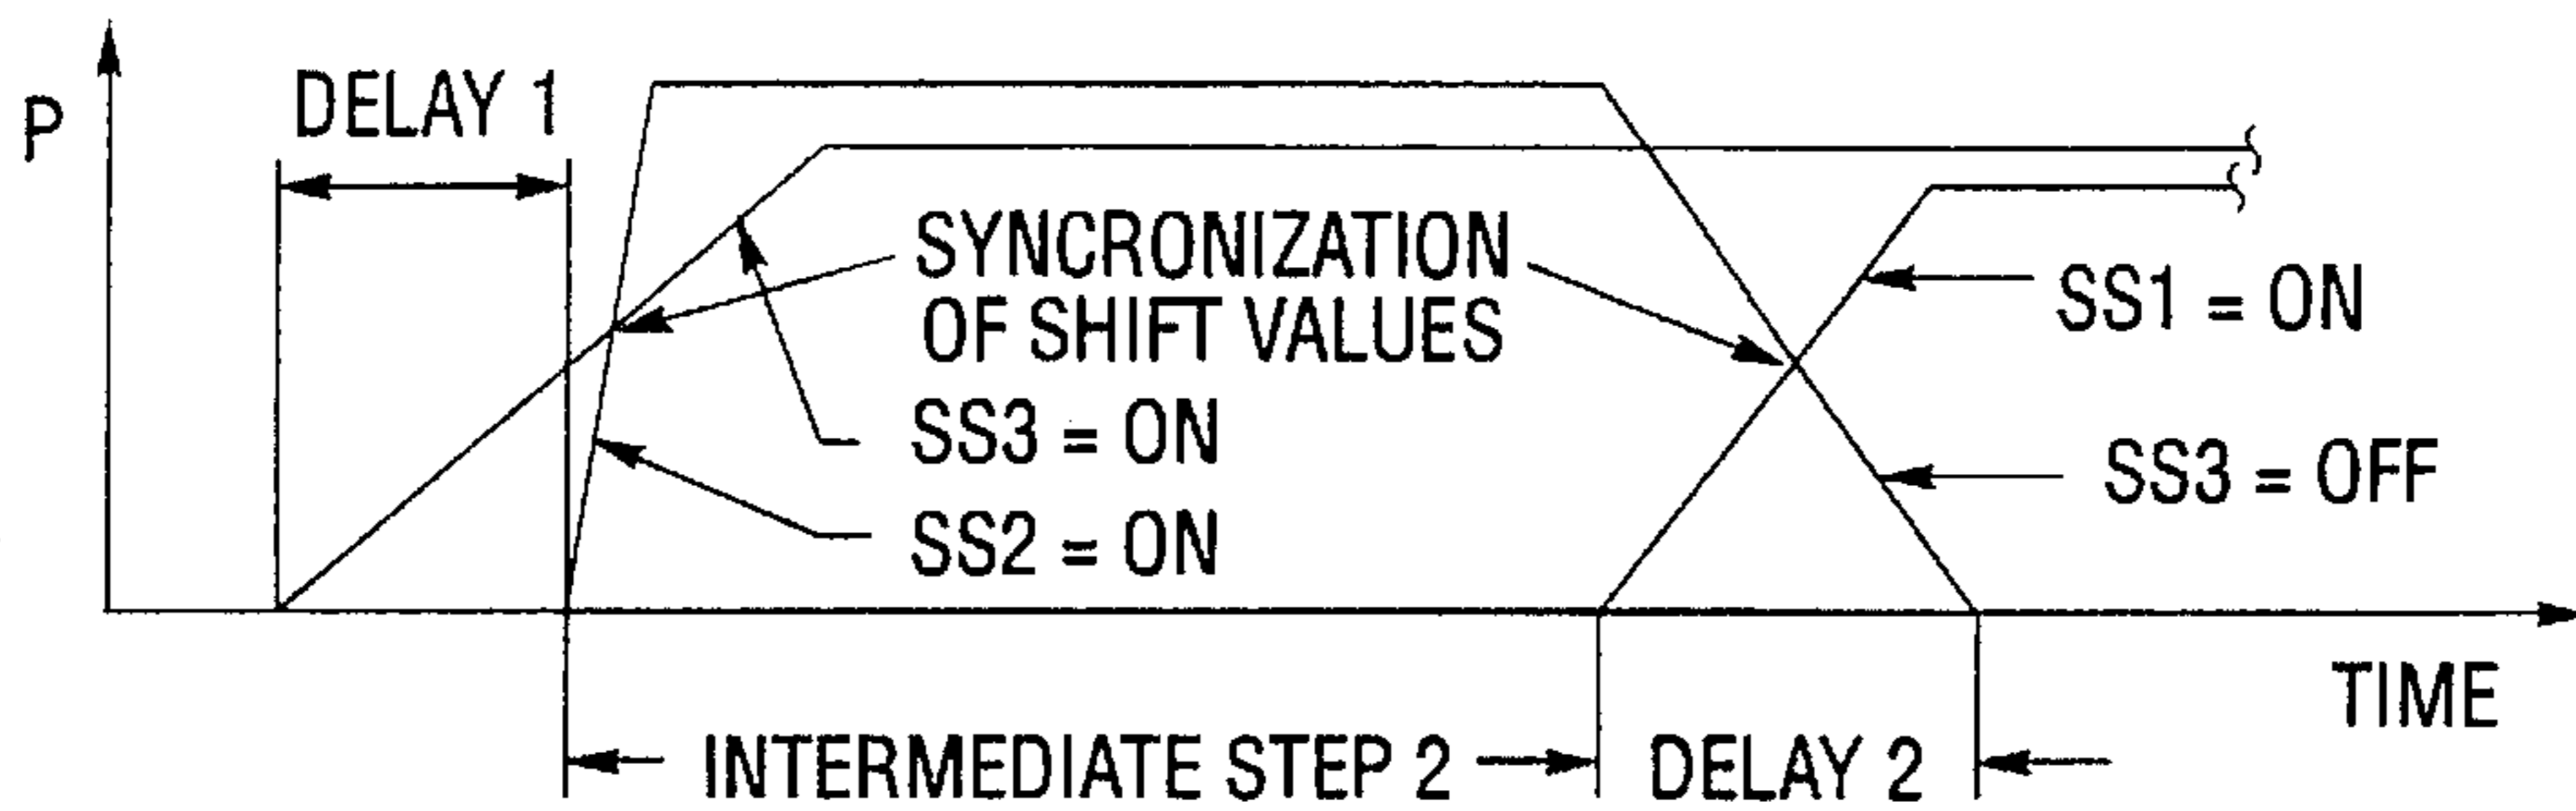 P
DELAY 1
SYNCRONIZATION
OF SHIFT VALUES
SS3 = ON
SS2 = ON
SS1 = ON
SS3 = OFF
TIME
INTERMEDIATE STEP 2
DELAY 2